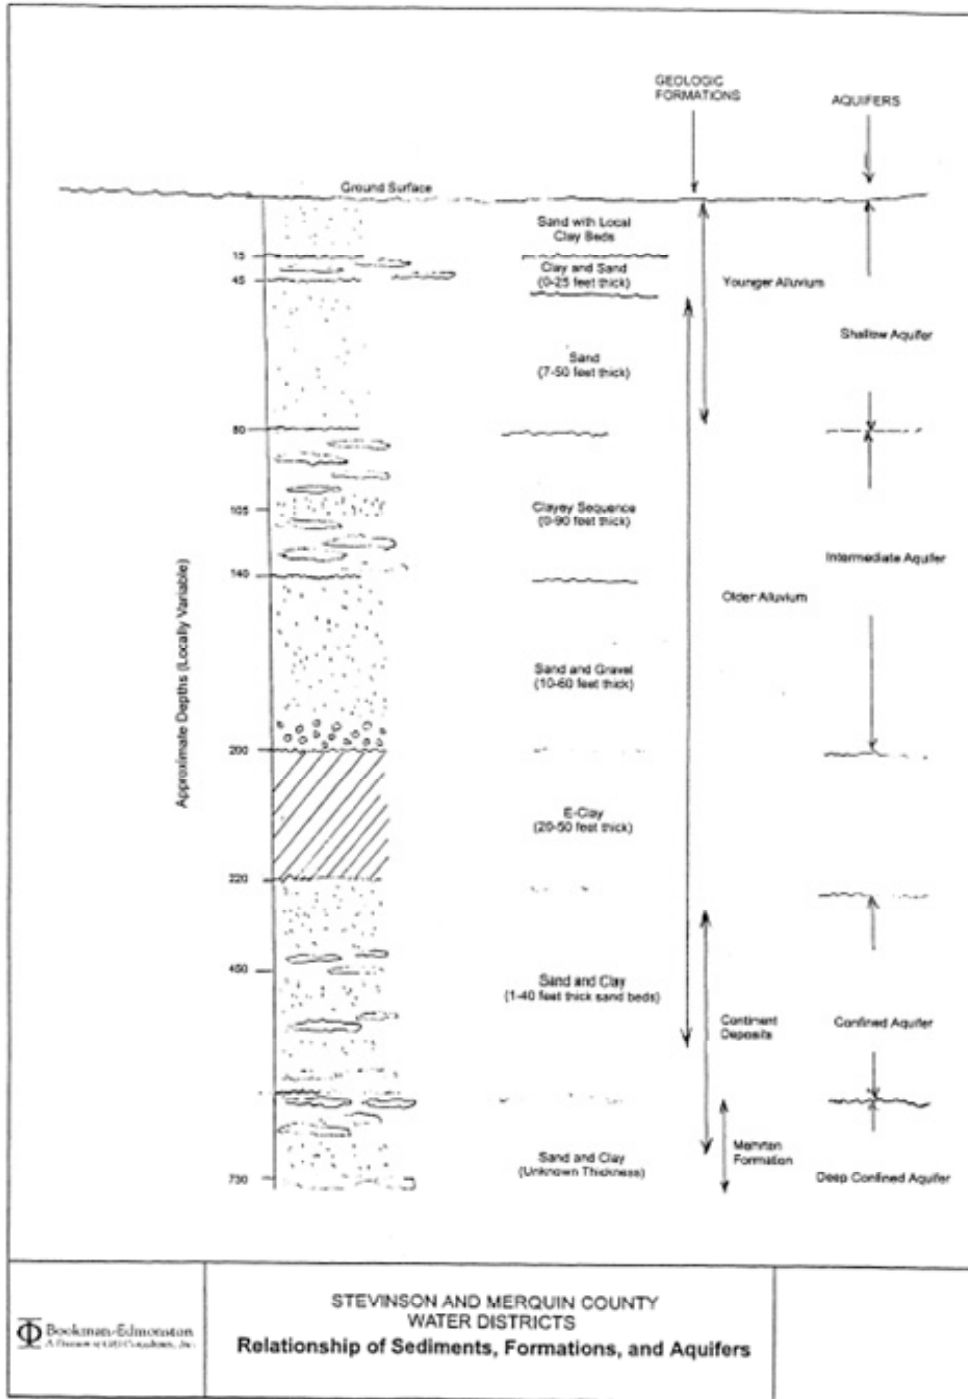 GEOLOGIC
FORMATIONS
AQUIFERS
Ground Surface
Sand with Local
Clay Beds
15
Clay and Sand
(0-25 feet thick)
45
Younger Alluvium
Shallow Aquifer
Sand
(7-50 feet thick)
80
105
Clayey Sequence
(0-90 feet thick)
Intermediate Aquifer
140
Older Alluvium
Approximate Depths (Locally Variable)
Sand and Gravel
(10-60 feet thick)
200
E-Clay
(20-50 feet thick)
220
450
Sand and Clay
(1-40 feet thick sand beds)
Continent
Deposits
Confined Aquifer
Mehrten
Formation
Sand and Clay
(Unknown Thickness)
730
Deep Confined Aquifer
Bookman-Edmonston
STEVINSON AND MERQUIN COUNTY
WATER DISTRICTS
Relationship of Sediments, Formations, and Aquifers